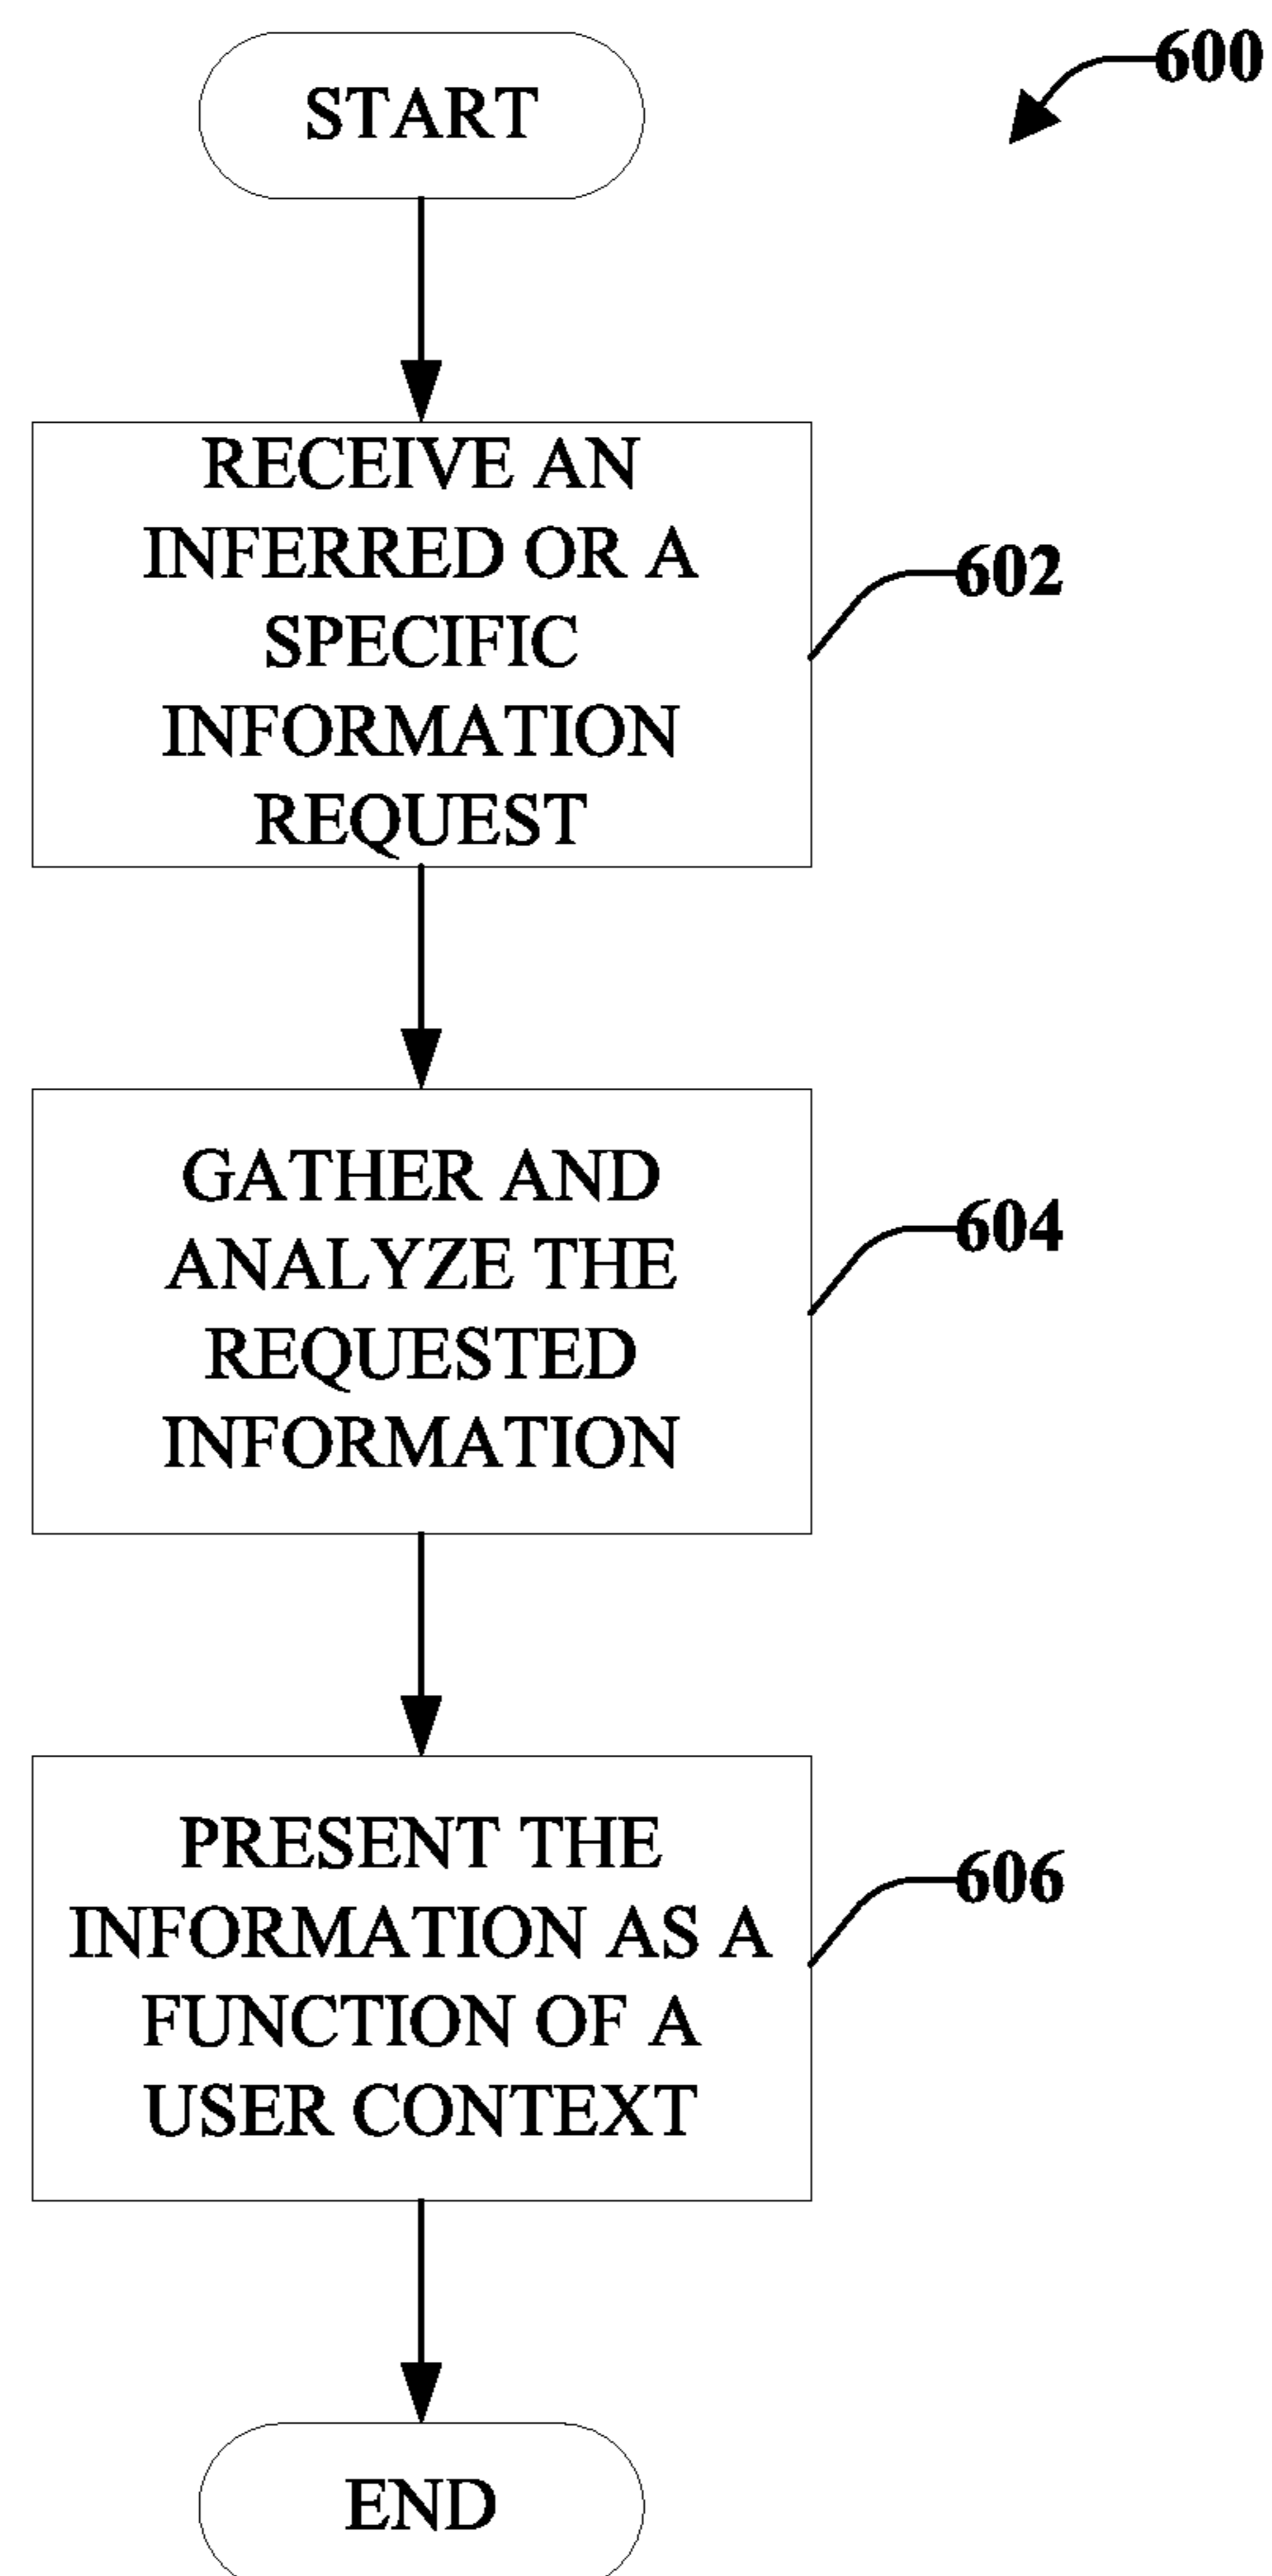 START
600
RECEIVE AN
INFERRED OR A
SPECIFIC
INFORMATION
REQUEST
602
GATHER AND
ANALYZE THE
REQUESTED
INFORMATION
604
PRESENT THE
INFORMATION AS A
FUNCTION OF A
USER CONTEXT
606
END